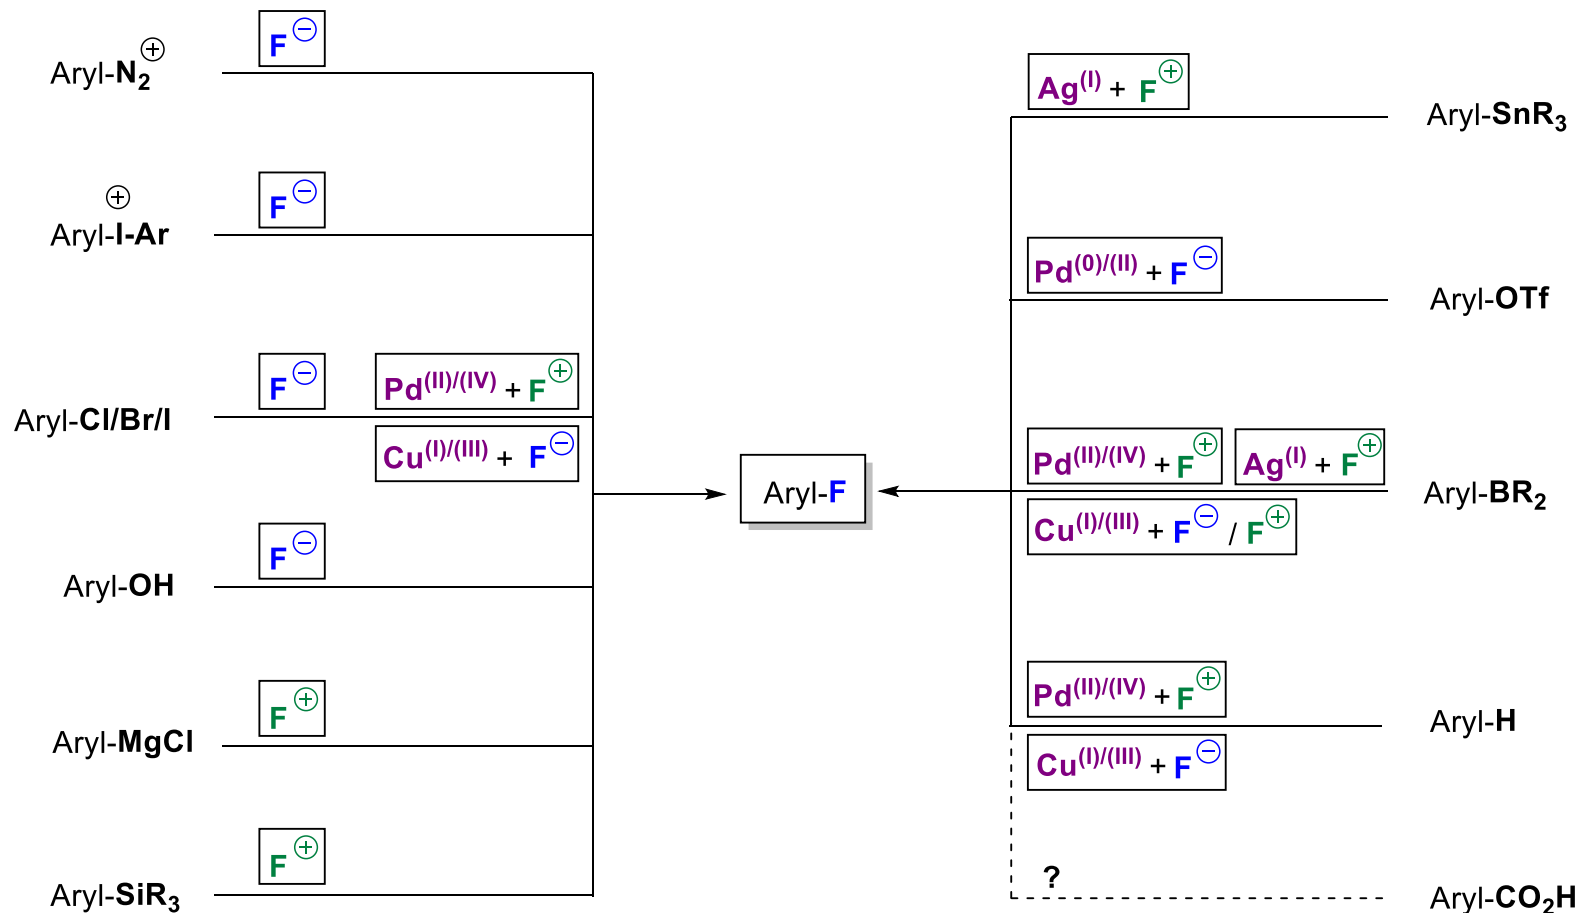 Aryl-N₂⊕
F⊖
Aryl-I-Ar
⊕
F⊖
Aryl-Cl/Br/I
F⊖
Pd(II)/(IV) + F⊕
Cu(I)/(III) + F⊖
Aryl-OH
F⊖
Aryl-MgCl
F⊕
Aryl-SiR₃
F⊕
Aryl-F
Ag(I) + F⊕
Aryl-SnR₃
Pd(0)/(II) + F⊖
Aryl-OTf
Pd(II)/(IV) + F⊕
Ag(I) + F⊕
Cu(I)/(III) + F⊖ / F⊕
Aryl-BR₂
Pd(II)/(IV) + F⊕
Cu(I)/(III) + F⊖
Aryl-H
?
Aryl-CO₂H